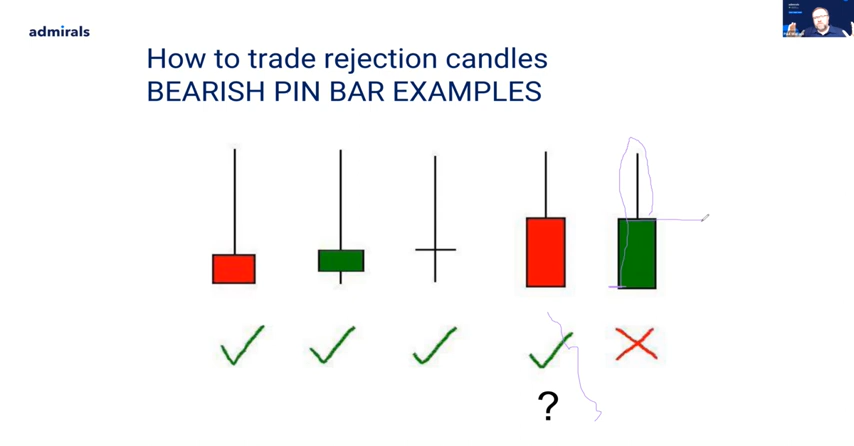 admirals
How to trade rejection candles
BEARISH PIN BAR EXAMPLES
?